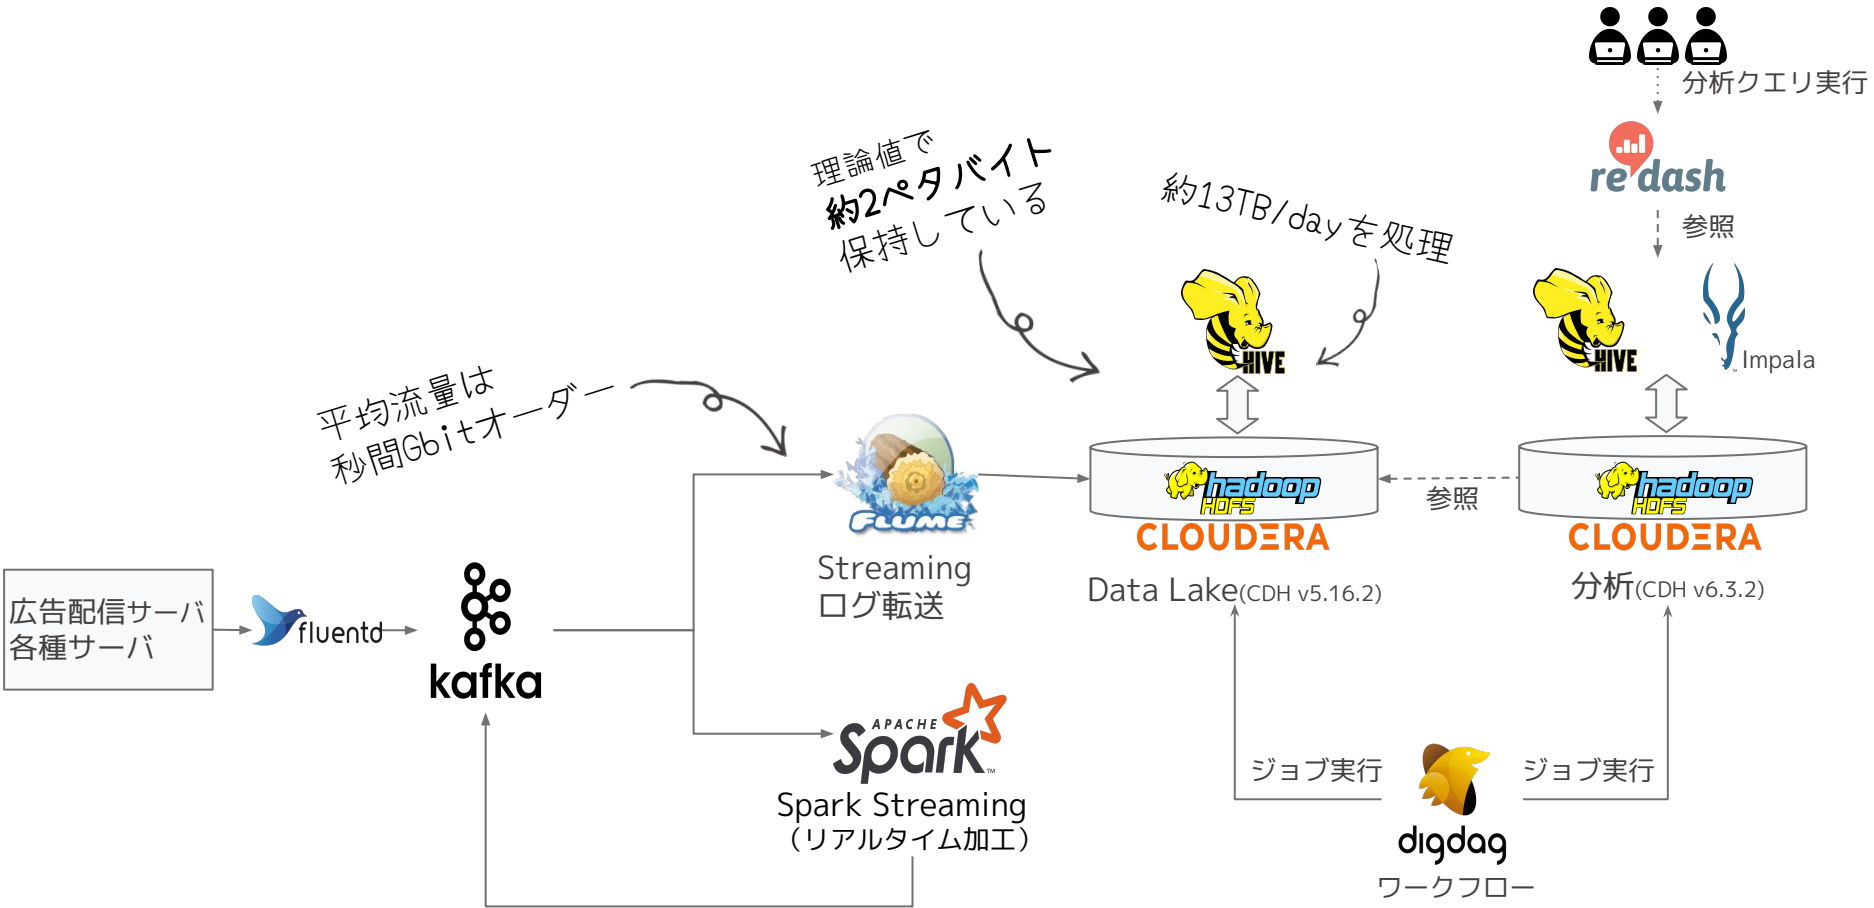 分析クエリ実行
re dash
参照
理論値で
約2ペタバイト
保持している
約13TB/dayを処理
HIVE
HIVE
Impala
平均流量は
秒間Gbitオーダー
FLUME
Streaming
ログ転送
hadoop
HDFS
CLOUDERA
Data Lake(CDH v5.16.2)
参照
hadoop
HDFS
CLOUDERA
分析(CDH v6.3.2)
広告配信サーバ
各種サーバ
fluentd
kafka
APACHE
Spark™
Spark Streaming
（リアルタイム加工）
ジョブ実行
ジョブ実行
digdag
ワークフロー